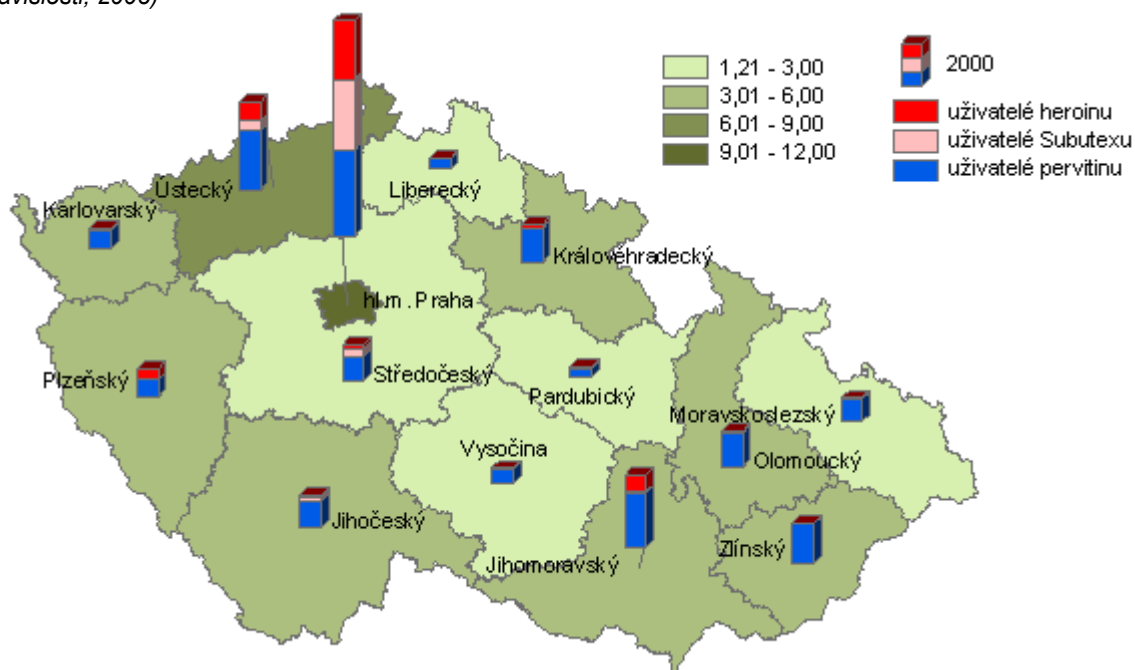 2000
1,21 - 3,00
3,01 - 6,00
6,01 - 9,00
9,01 - 12,00
2000
uživatelé heroinu
uživatelé Subutexu
uživatelé pervitinu
Ústecký
Liberecký
Karlovarský
Královéhradecký
hl.m. Praha
Plzeňský
Středočeský
Pardubický
Moravskoslezský
Vysočina
Olomoucký
Jihočeský
Zlínský
Jihomoravský